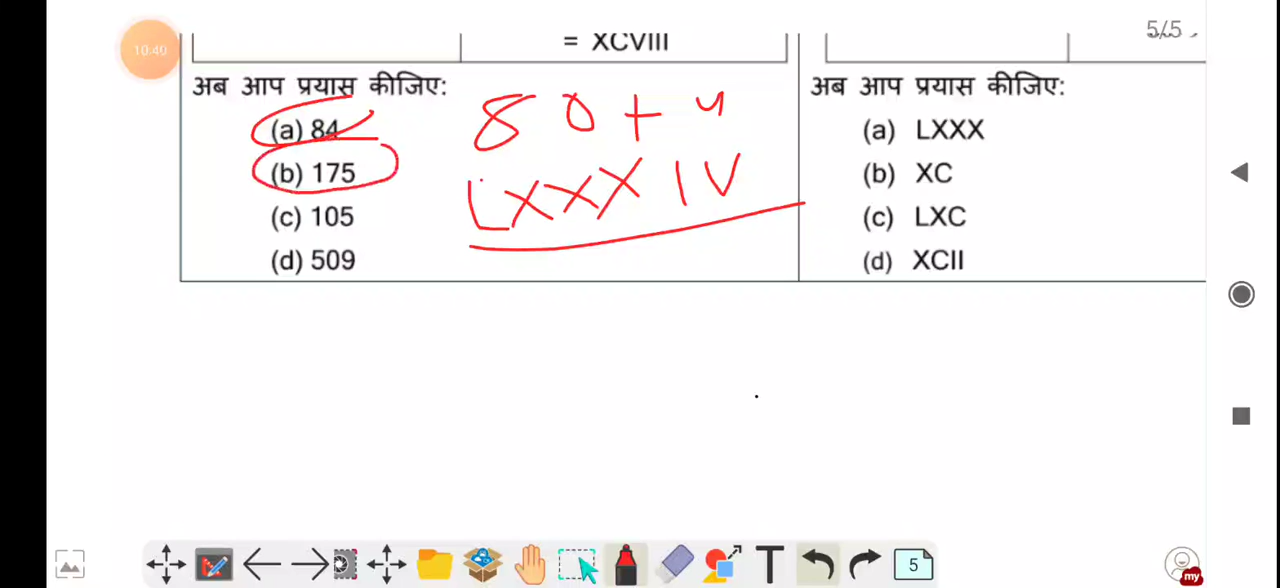 10:40
5/5
= XCVIII
अब आप प्रयास कीजिए:
(a) 84
(b) 175
(c) 105
(d) 509
80+4
LXXXIV
अब आप प्रयास कीजिए:
(a) LXXX
(b) XC
(c) LXC
(d) XCII
T
5
my